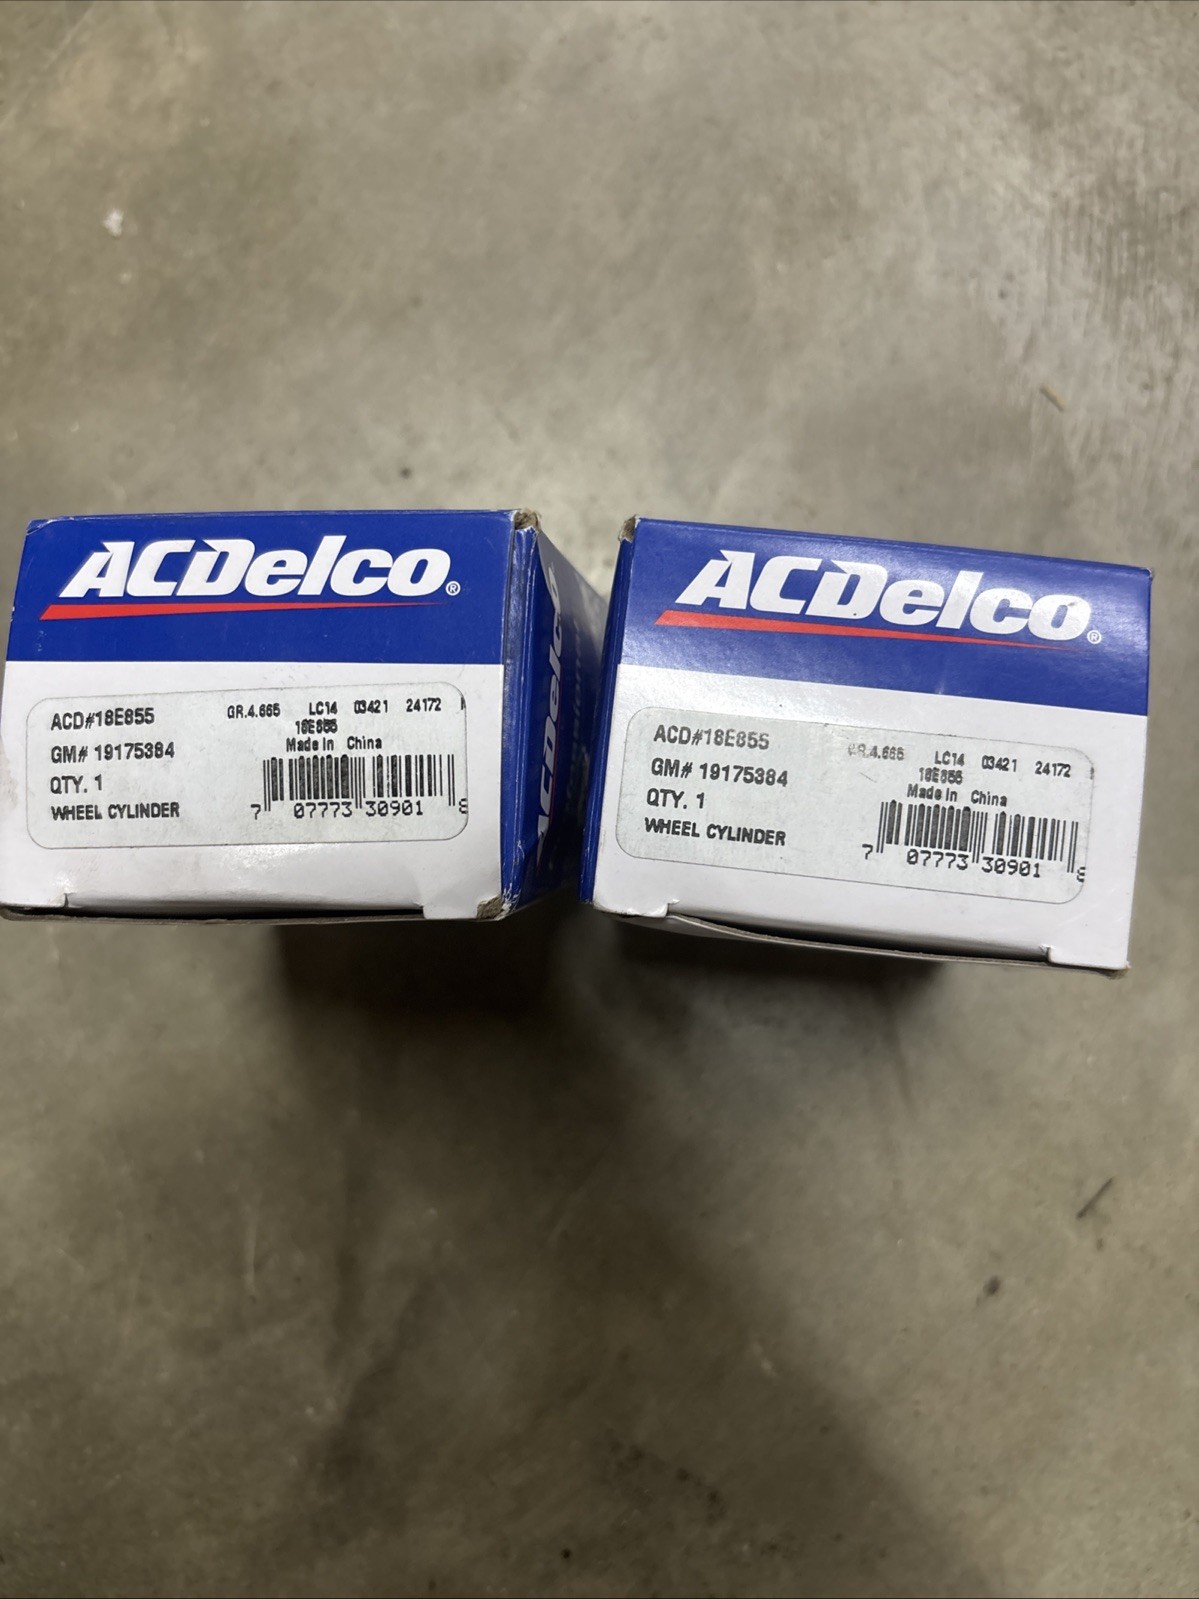 ACDelco®
ACD#18E855
GM# 19175384
QTY. 1
WHEEL CYLINDER
GR.4.665 LC14 03421 24172
18E855
Made In China
7 07773 30901 8
ACDelco
ACDelco®
ACD#18E855
GM# 19175384
QTY. 1
WHEEL CYLINDER
GR.4.665 LC14 03421 24172
18E855
Made In China
7 07773 30901 8